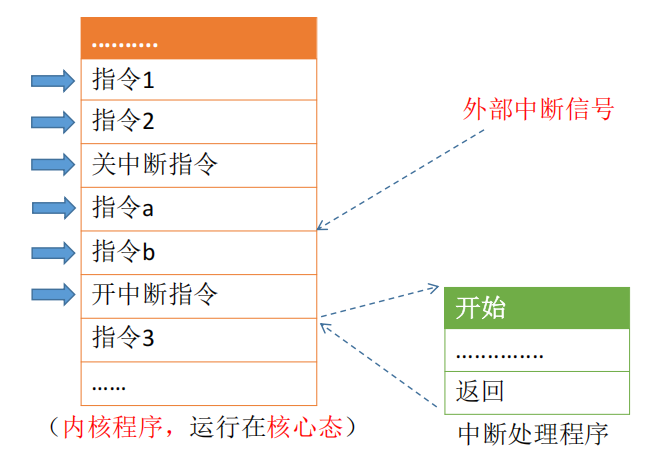 ..........
指令1
指令2
关中断指令
指令a
指令b
开中断指令
指令3
......
（内核程序，运行在核心态）
外部中断信号
开始
..............
返回
中断处理程序